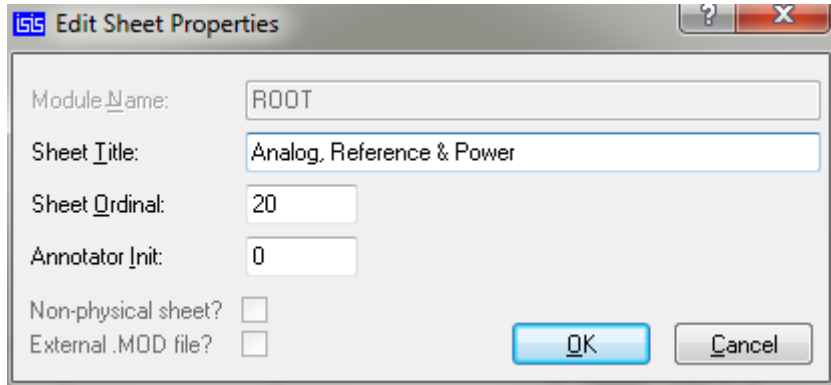 isis Edit Sheet Properties ? X
Module Name: ROOT
Sheet Title: Analog, Reference & Power
Sheet Ordinal: 20
Annotator Init: 0
Non-physical sheet?
External .MOD file?
OK Cancel